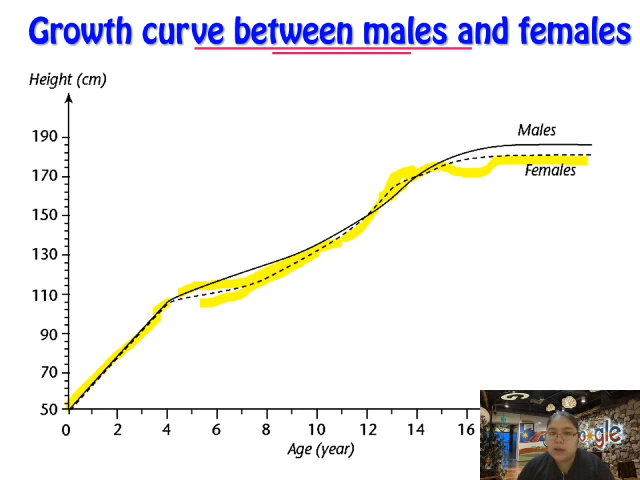 Growth curve between males and females
Height (cm)
190
170
150
130
110
90
70
50
Males
Females
0 2 4 6 8 10 12 14 16
Age (year)
Google